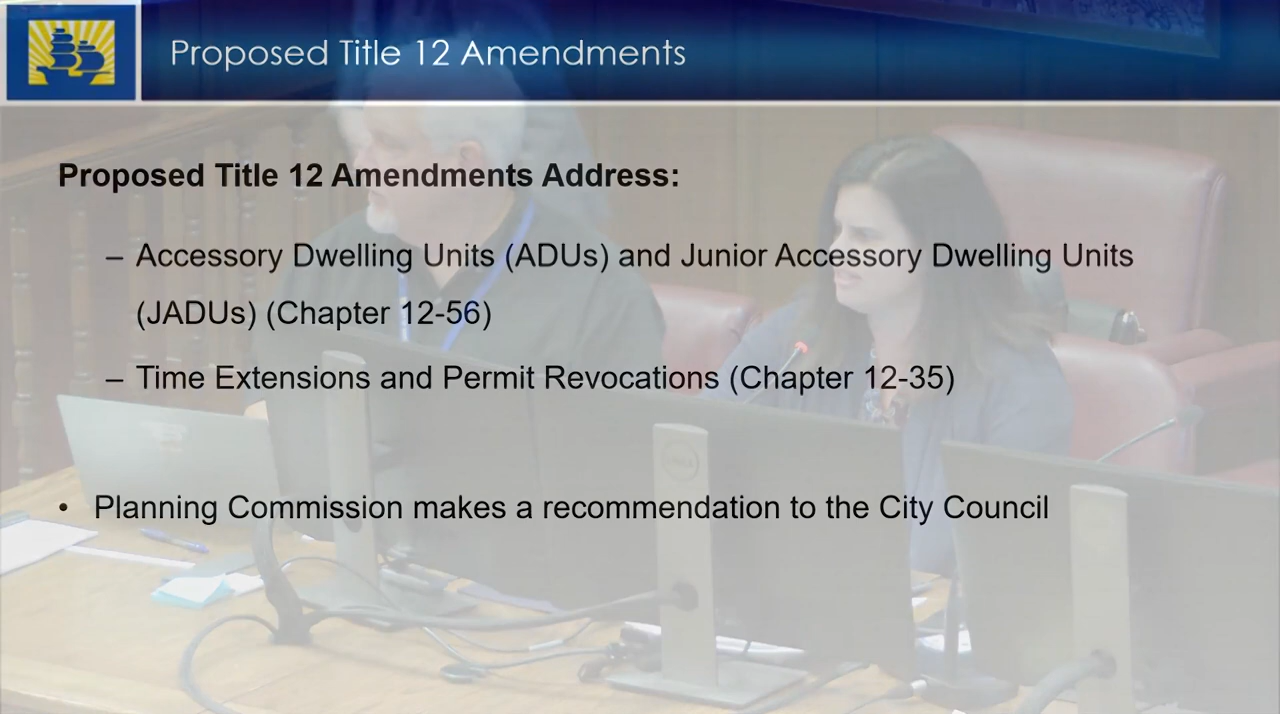 Proposed Title 12 Amendments
Proposed Title 12 Amendments Address:
– Accessory Dwelling Units (ADUs) and Junior Accessory Dwelling Units
(JADUs) (Chapter 12-56)
– Time Extensions and Permit Revocations (Chapter 12-35)
• Planning Commission makes a recommendation to the City Council
DELL